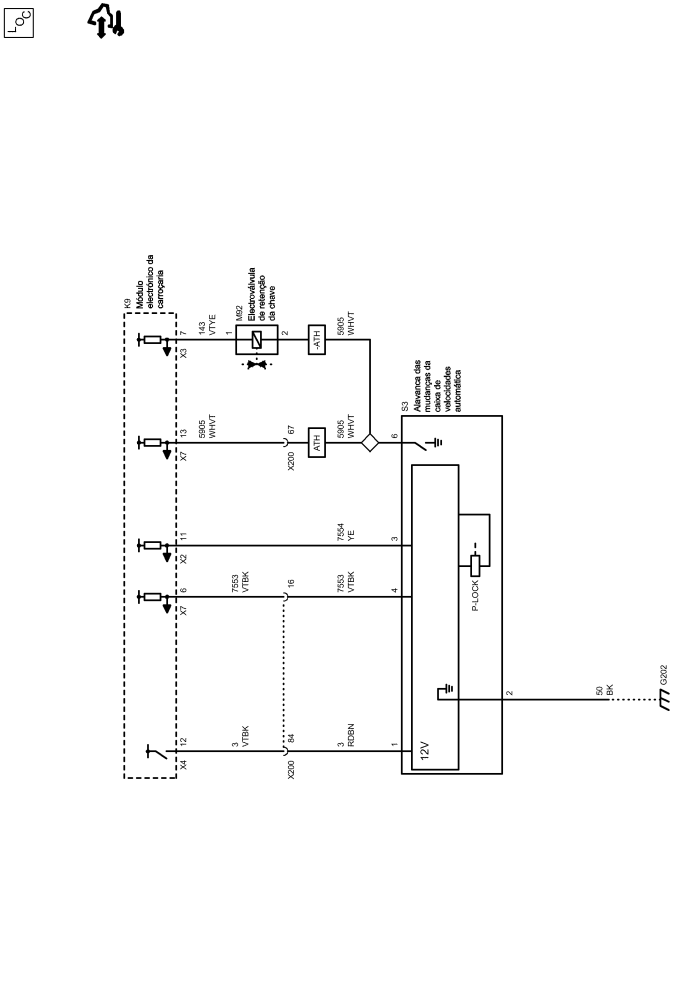 LOC
K9
Módulo
electrónico da
carroçaria
7
X3
143
VTYE
1
M92
Electroválvula
de retenção
da chave
2
-ATH
5905
WHVT
13
X7
5905
WHVT
67
X200
ATH
5905
WHVT
6
S3
Alavanca das
mudanças da
caixa de
velocidades
automática
11
X2
7554
YE
3
6
X7
7553
VTBK
16
7553
VTBK
4
P-LOCK
12
X4
3
VTBK
84
X200
3
RDBN
1
12V
2
50
BK
G202